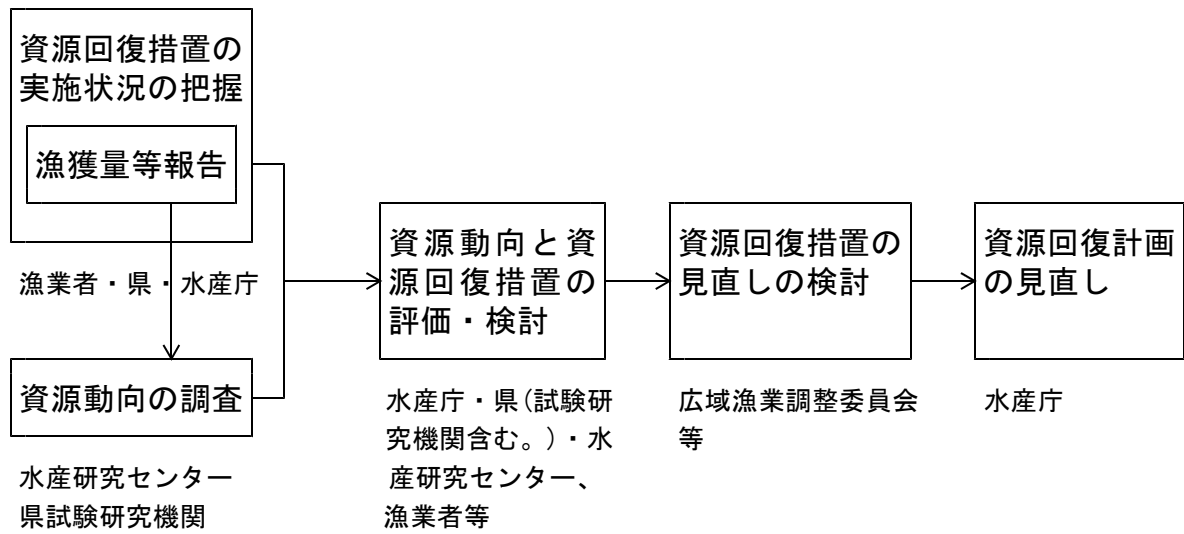 資源回復措置の
実施状況の把握
漁獲量等報告
漁業者・県・水産庁
資源動向の調査
水産研究センター
県試験研究機関
資源動向と資
源回復措置の
評価・検討
水産庁・県(試験研
究機関含む。)・水
産研究センター、
漁業者等
資源回復措置の
見直しの検討
広域漁業調整委員会
等
資源回復計画
の見直し
水産庁